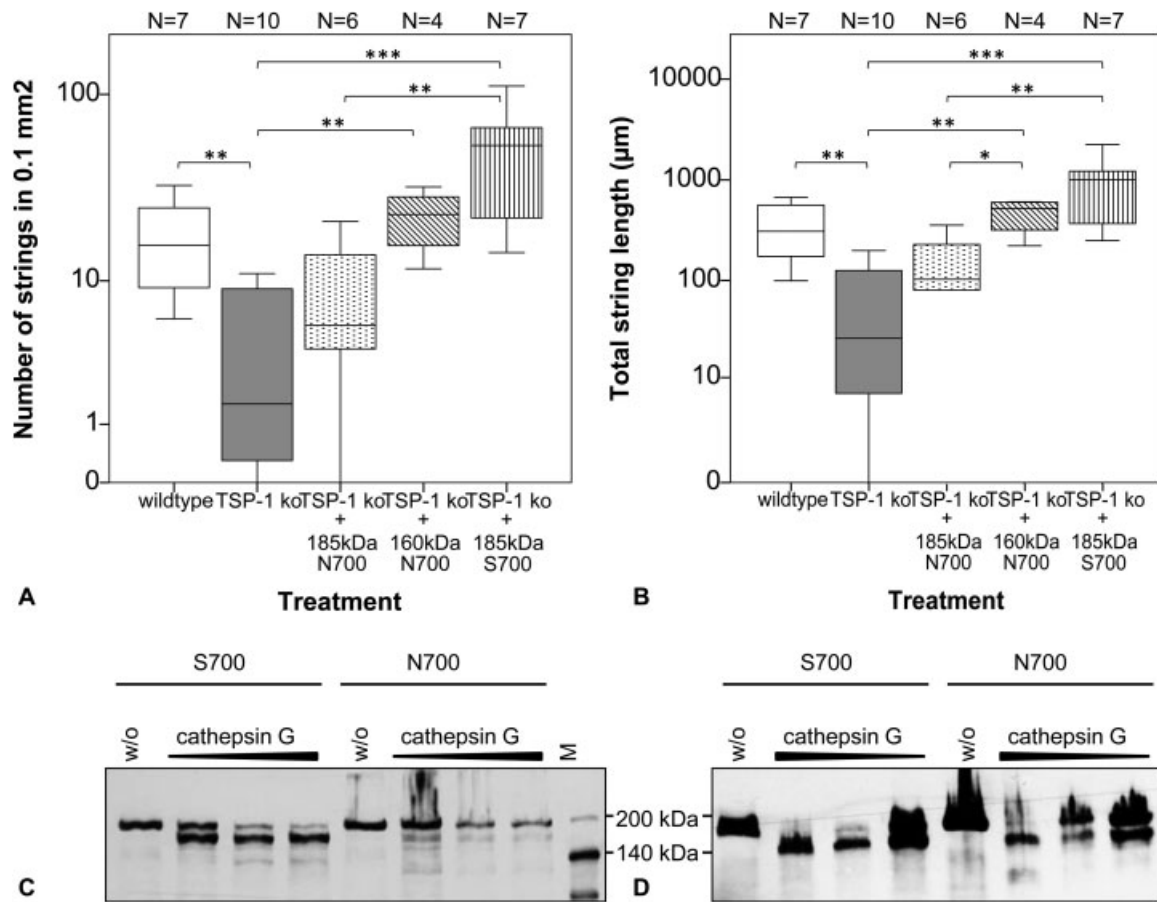 N=7 N=10 N=6 N=4 N=7
Number of strings in 0.1 mm2
100
10
1
0
*** 
**
**
**
wildtype TSP-1 ko TSP-1 ko TSP-1 ko TSP-1 ko
+ + +
185kDa 160kDa 185kDa
N700 N700 S700
A
Treatment
N=7 N=10 N=6 N=4 N=7
Total string length (µm)
10000
1000
100
10
0
***
**
**
** *
wildtype TSP-1 ko TSP-1 ko TSP-1 ko TSP-1 ko
+ + +
185kDa 160kDa 185kDa
N700 N700 S700
B
Treatment
S700 N700
w/o cathepsin G w/o cathepsin G M
C
200 kDa
140 kDa
S700 N700
w/o cathepsin G w/o cathepsin G
D